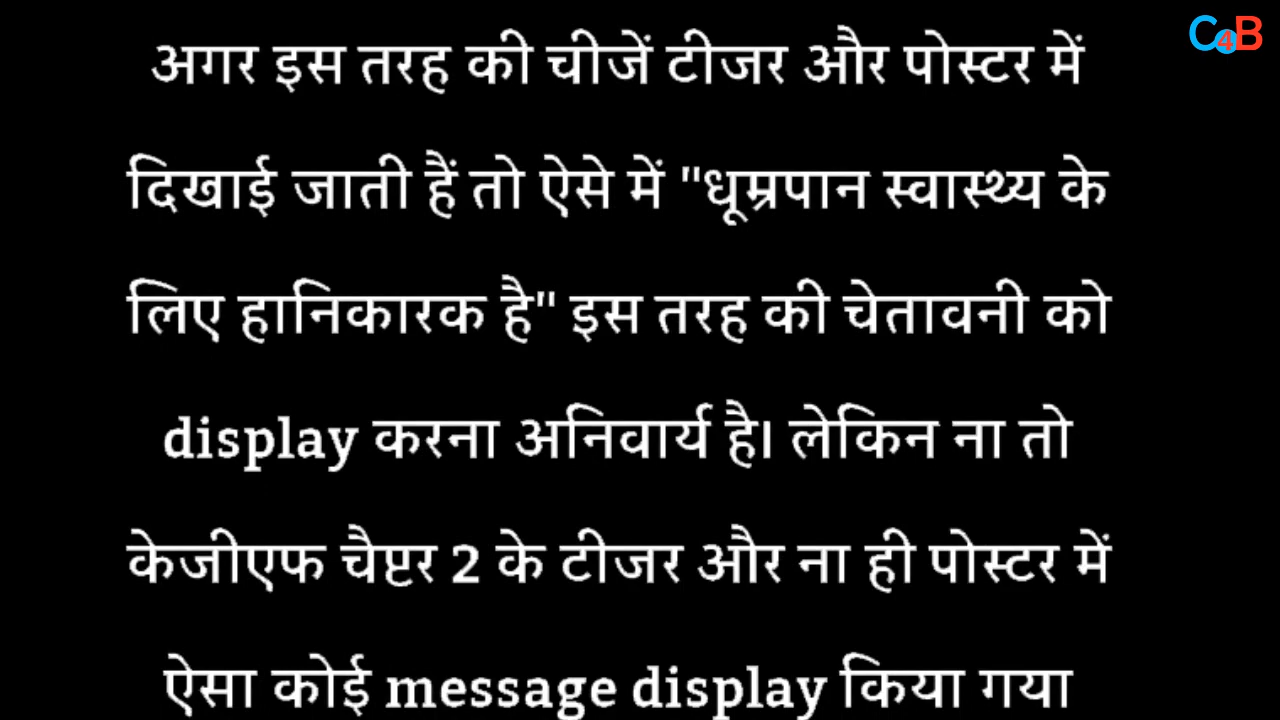 C4B
अगर इस तरह की चीजें टीजर और पोस्टर में
दिखाई जाती हैं तो ऐसे में "धूम्रपान स्वास्थ्य के
लिए हानिकारक है" इस तरह की चेतावनी को
display करना अनिवार्य है। लेकिन ना तो
केजीएफ चैप्टर 2 के टीजर और ना ही पोस्टर में
ऐसा कोई message display किया गया